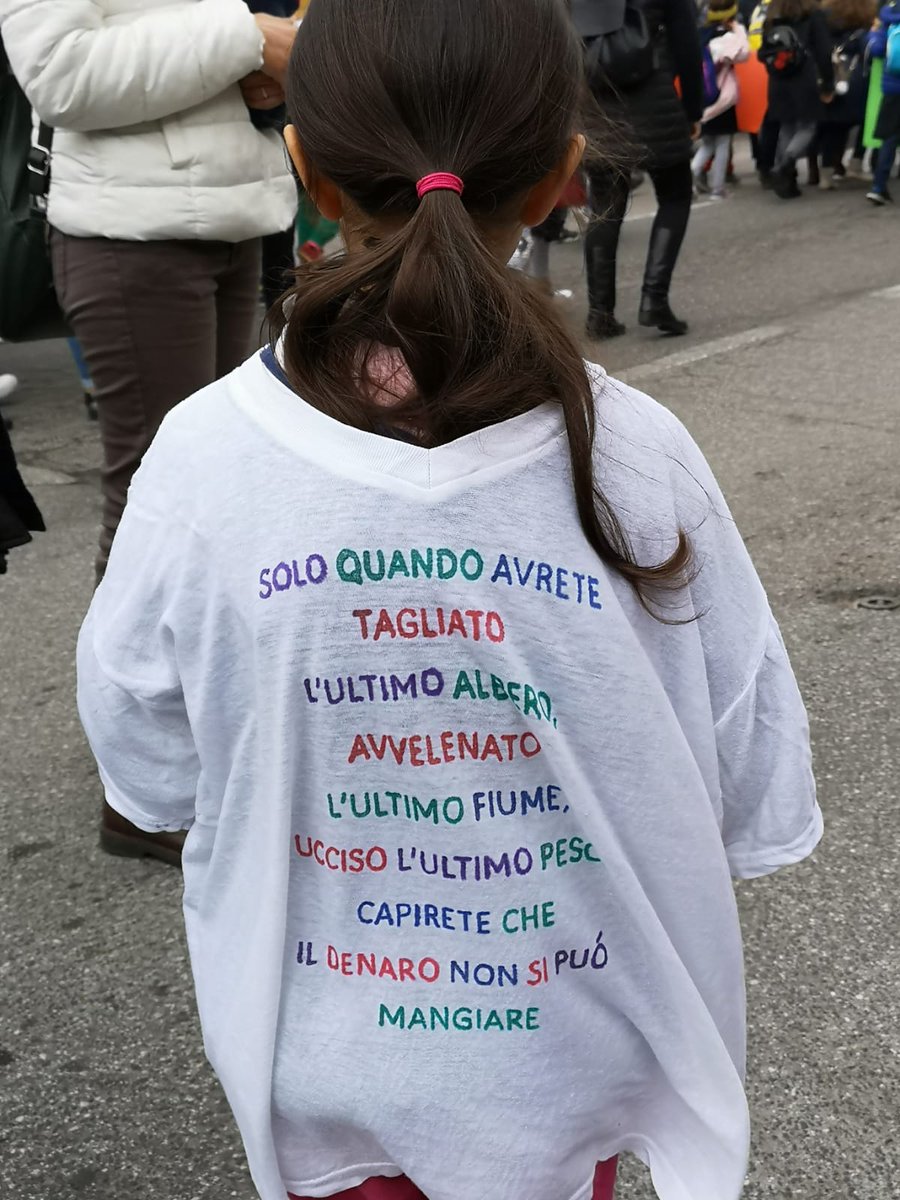 SOLO QUANDO AVRETE
TAGLIATO
L'ULTIMO ALBERO,
AVVELENATO
L'ULTIMO FIUME,
UCCISO L'ULTIMO PESC
CAPIRETE CHE
IL DENARO NON SI PUÓ
MANGIARE